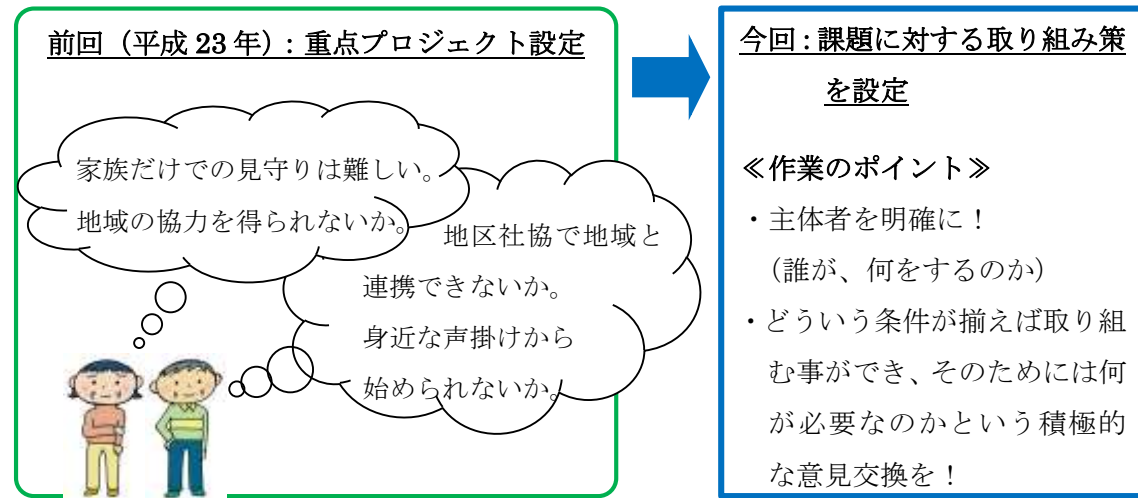 前回（平成 23 年）：重点プロジェクト設定
家族だけでの見守りは難しい。
地域の協力を得られないか。
地区社協で地域と
連携できないか。
身近な声掛けから
始められないか。
今回：課題に対する取り組み策
を設定
≪作業のポイント≫
・主体者を明確に！
（誰が、何をするのか）
・どういう条件が揃えば取り組
む事ができ、そのためには何
が必要なのかという積極的
な意見交換を！